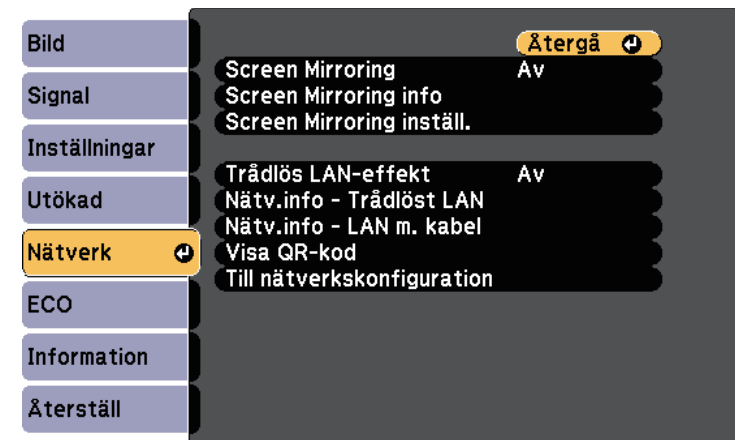 Bild
Signal
Inställningar
Utökad
Nätverk
ECO
Information
Återställ
Återgå
Screen Mirroring Av
Screen Mirroring info
Screen Mirroring inställ.
Trådlös LAN-effekt Av
Nätv.info - Trådlöst LAN
Nätv.info - LAN m. kabel
Visa QR-kod
Till nätverkskonfiguration